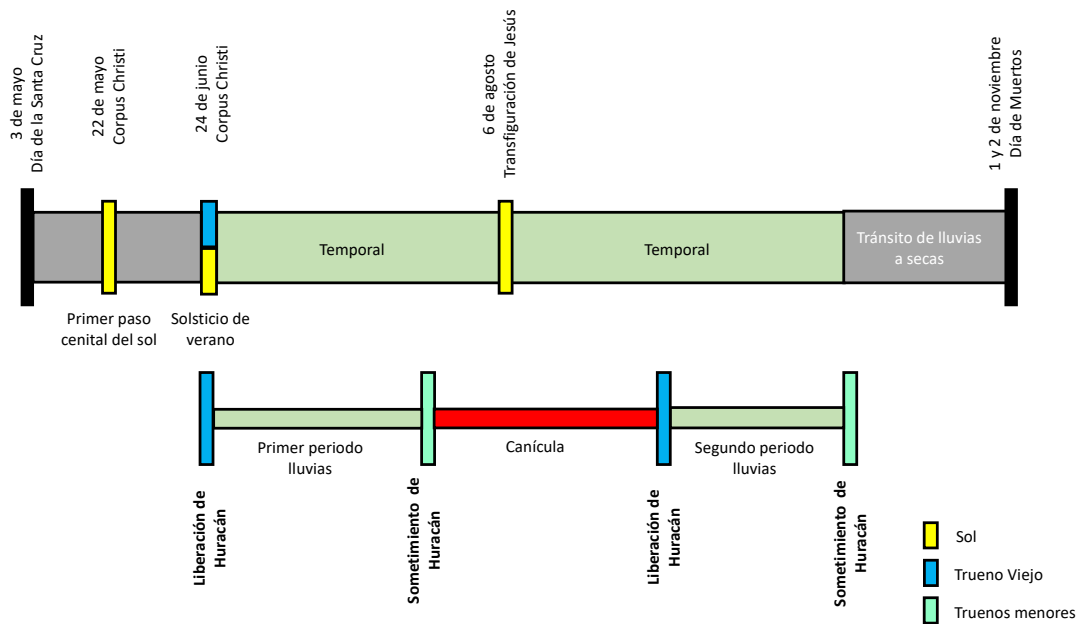 3 de mayo
Día de la Santa Cruz
22 de mayo
Corpus Christi
24 de junio
Corpus Christi
6 de agosto
Transfiguración de Jesús
1 y 2 de noviembre
Día de Muertos
Temporal
Temporal
Tránsito de lluvias
a secas
Primer paso
cenital del sol
Solsticio de
verano
Primer periodo
lluvias
Canícula
Segundo periodo
lluvias
Liberación de
Huracán
Sometimiento de
Huracán
Liberación de
Huracán
Sometimiento de
Huracán
Sol
Trueno Viejo
Truenos menores